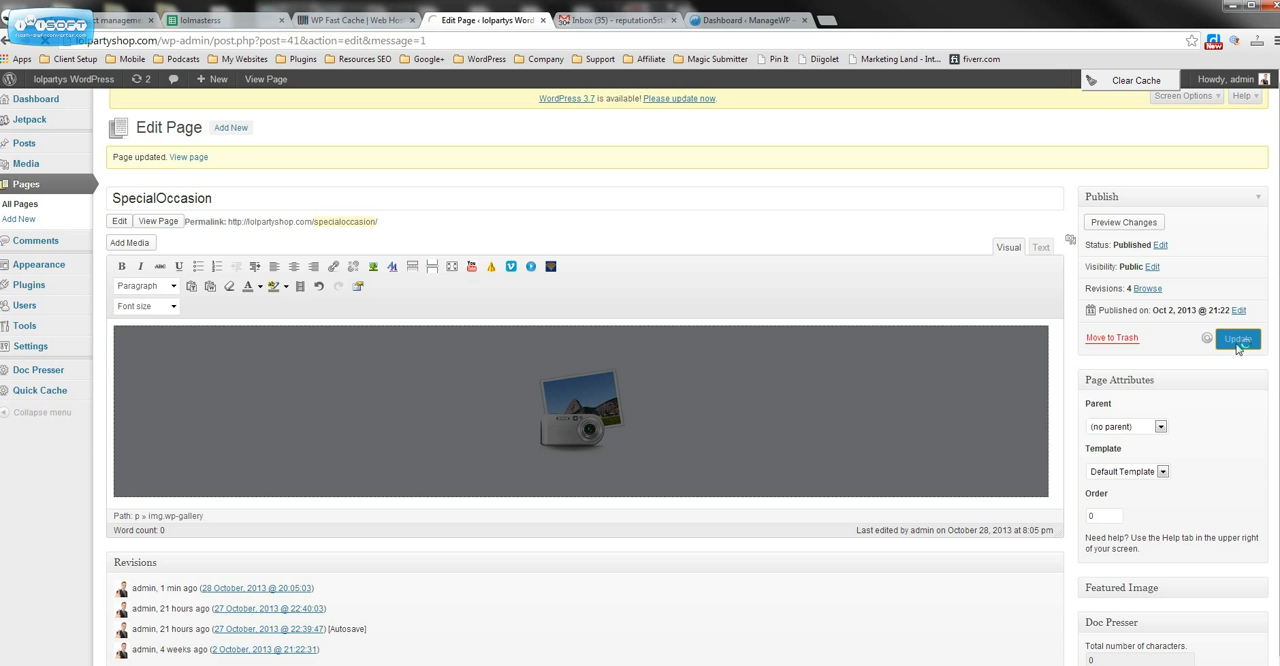 iWiSOFT
flash-swf-converter.com
ct management
lolmasterss
WP Fast Cache | Web Hos
Edit Page ‹ lolpartys Word
Inbox (35) - reputation5st
Dashboard - ManageWP
lolpartyshop.com/wp-admin/post.php?post=41&action=edit&message=1
Apps Client Setup Mobile Podcasts My Websites Plugins Resources SEO Google+ WordPress Company Support Affiliate Magic Submitter Pin It Diigolet Marketing Land - Int... fiverr.com
lolpartys WordPress 2 + New View Page Clear Cache Howdy, admin
WordPress 3.7 is available! Please update now.
Screen Options Help
Dashboard
Jetpack
Posts
Media
Pages
All Pages
Add New
Comments
Appearance
Plugins
Users
Tools
Settings
Doc Presser
Quick Cache
Collapse menu
Edit Page Add New
Page updated. View page
SpecialOccasion
Edit View Page Permalink: http://lolpartyshop.com/specialoccasion/
Add Media Visual Text
B I ABC U
Paragraph A
Font size
Path: p » img.wp-gallery
Word count: 0 Last edited by admin on October 28, 2013 at 8:05 pm
Revisions
admin, 1 min ago (28 October, 2013 @ 20:05:03)
admin, 21 hours ago (27 October, 2013 @ 22:40:03)
admin, 21 hours ago (27 October, 2013 @ 22:39:47) [Autosave]
admin, 4 weeks ago (2 October, 2013 @ 21:22:31)
Publish
Preview Changes
Status: Published Edit
Visibility: Public Edit
Revisions: 4 Browse
Published on: Oct 2, 2013 @ 21:22 Edit
Move to Trash Update
Page Attributes
Parent
(no parent)
Template
Default Template
Order
0
Need help? Use the Help tab in the upper right
of your screen.
Featured Image
Doc Presser
Total number of characters.
0